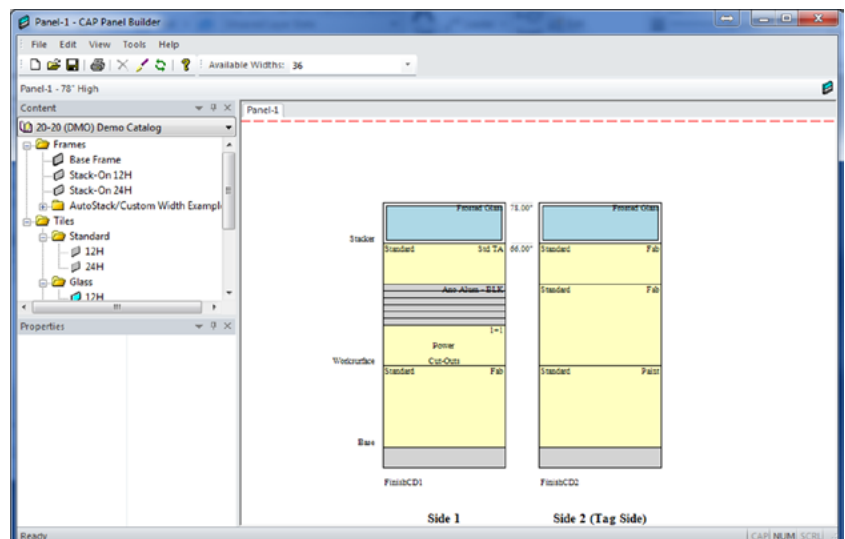 Panel-1 - CAP Panel Builder
File Edit View Tools Help
Available Widths: 36
Panel-1 - 78" High
Content
Panel-1
20-20 (DMO) Demo Catalog
Frames
Base Frame
Stack-On 12H
Stack-On 24H
AutoStack/Custom Width Exampl
Tiles
Standard
12H
24H
Glass
12H
Properties
Frosted Glass 78.00" Frosted Glass
Stacker
Standard Std TA 66.00" Standard Fab
Ano Alum - BLK Standard Fab
1+1
Power
Worksurface Cut-Outs
Standard Fab Standard Paint
Base
FinishCD1 FinishCD2
Side 1 Side 2 (Tag Side)
Ready CAP NUM SCRL